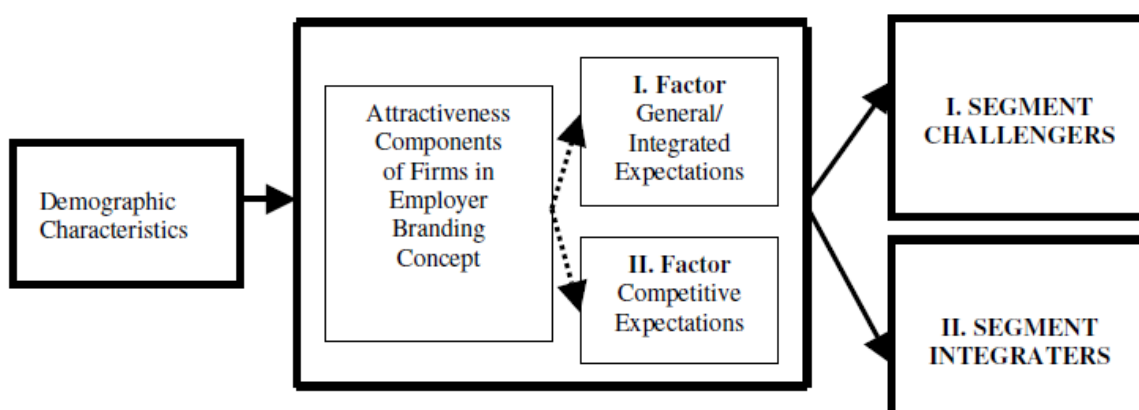 Demographic
Characteristics
Attractiveness
Components
of Firms in
Employer
Branding
Concept
I. Factor
General/
Integrated
Expectations
II. Factor
Competitive
Expectations
I. SEGMENT
CHALLENGERS
II. SEGMENT
INTEGRATERS